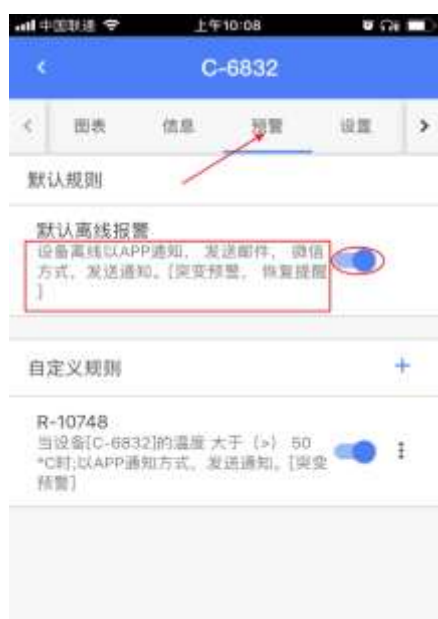 中国联通 上午10:08
C-6832
图表 信息 预警 设置
默认规则
默认离线报警
设备离线以APP通知, 发送邮件, 微信
方式, 发送通知。[突变预警, 恢复提醒
]
自定义规则
R-10748
当设备[C-6832]的温度 大于 (>) 50
°C时;以APP通知方式, 发送通知。[突变
预警]